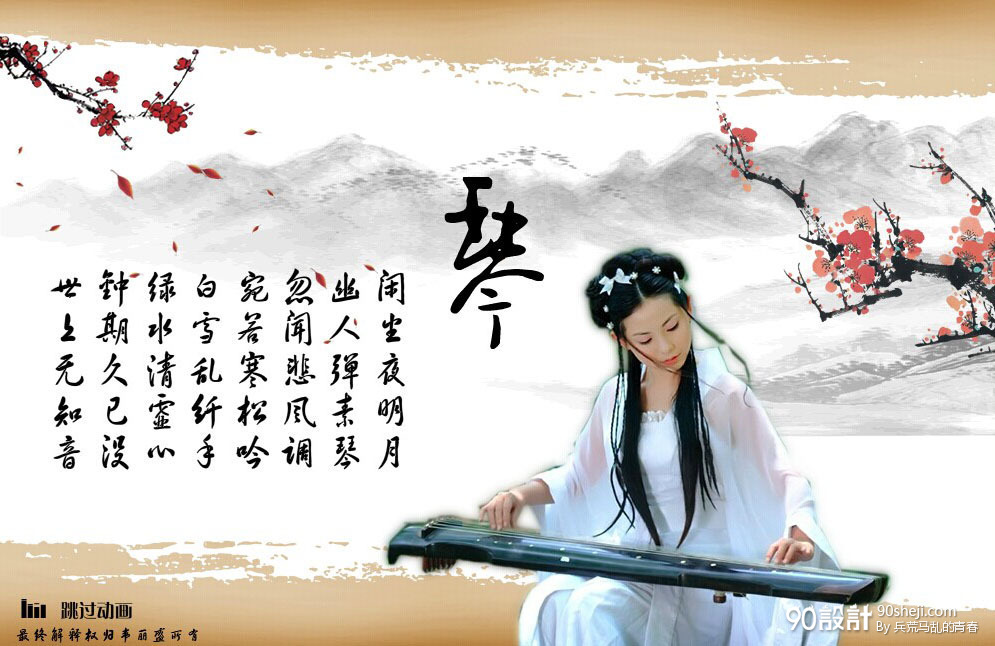 琴
闲坐夜明月
幽人弹素琴
忽闻悲风调
宛若寒松吟
白雪乱纤手
绿水清虚心
钟期久已没
世上无知音
跳过动画
最终解释权归韦丽盛所有
90設計 90sheji.com
By 兵荒马乱的青春